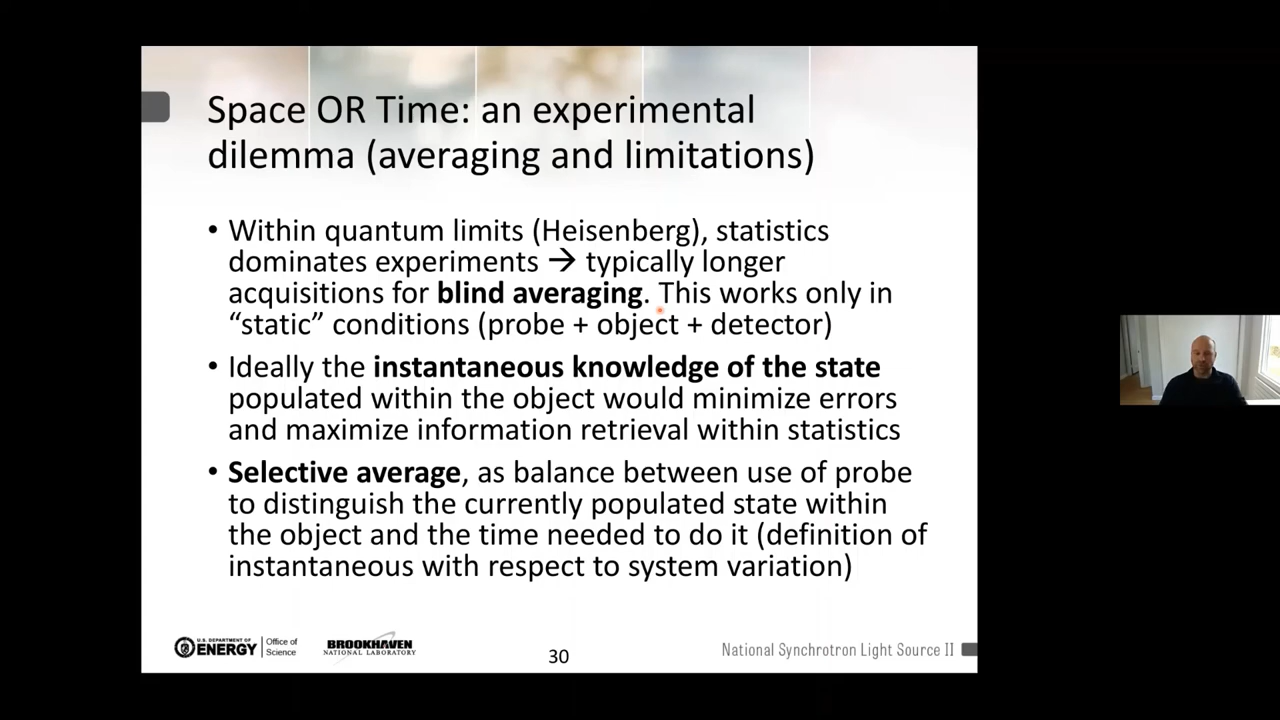 Space OR Time: an experimental
dilemma (averaging and limitations)
• Within quantum limits (Heisenberg), statistics
dominates experiments → typically longer
acquisitions for blind averaging. This works only in
“static” conditions (probe + object + detector)
• Ideally the instantaneous knowledge of the state
populated within the object would minimize errors
and maximize information retrieval within statistics
• Selective average, as balance between use of probe
to distinguish the currently populated state within
the object and the time needed to do it (definition of
instantaneous with respect to system variation)
U.S. DEPARTMENT OF
ENERGY
Office of
Science
BROOKHAVEN
NATIONAL LABORATORY
30
National Synchrotron Light Source II